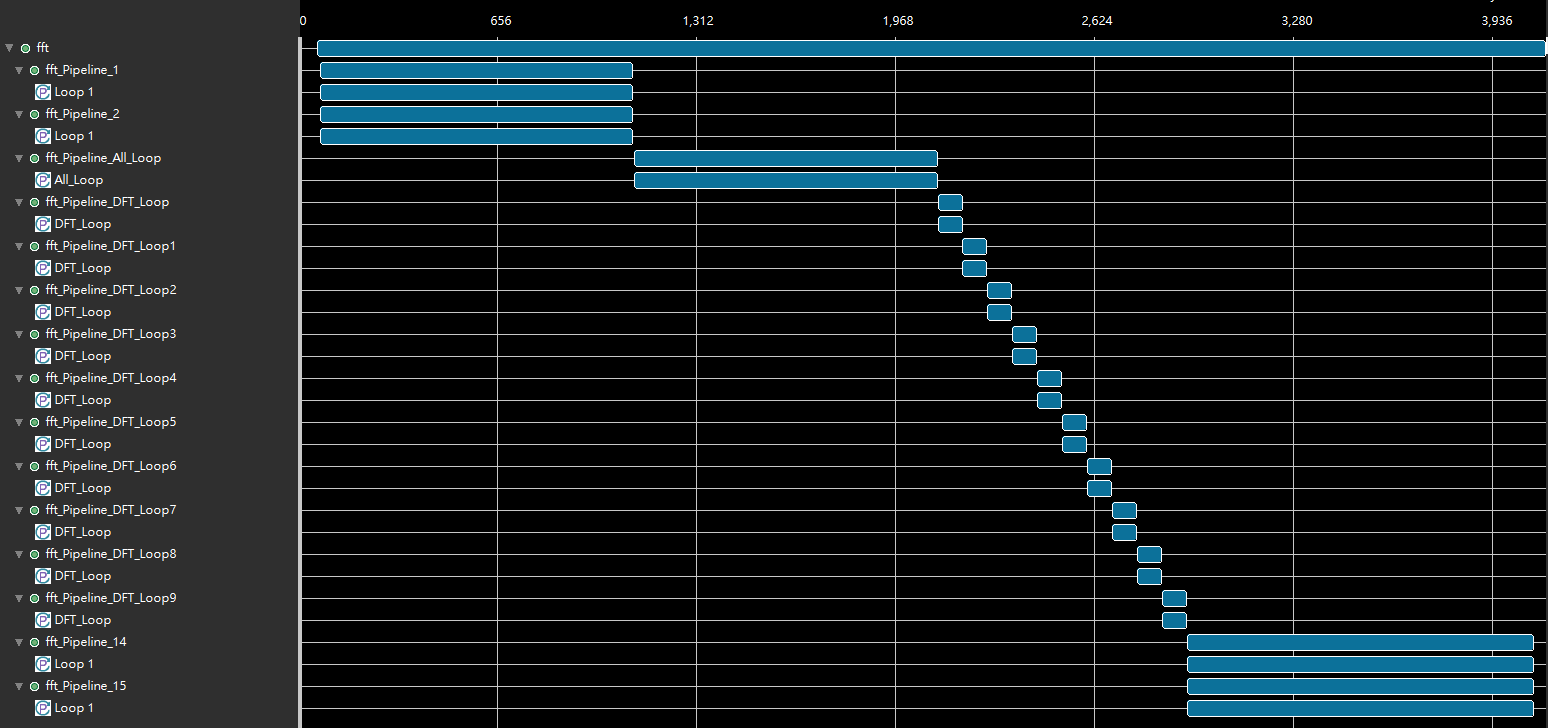 0 656 1,312 1,968 2,624 3,280 3,936
fft
fft_Pipeline_1
Loop 1
fft_Pipeline_2
Loop 1
fft_Pipeline_All_Loop
All_Loop
fft_Pipeline_DFT_Loop
DFT_Loop
fft_Pipeline_DFT_Loop1
DFT_Loop
fft_Pipeline_DFT_Loop2
DFT_Loop
fft_Pipeline_DFT_Loop3
DFT_Loop
fft_Pipeline_DFT_Loop4
DFT_Loop
fft_Pipeline_DFT_Loop5
DFT_Loop
fft_Pipeline_DFT_Loop6
DFT_Loop
fft_Pipeline_DFT_Loop7
DFT_Loop
fft_Pipeline_DFT_Loop8
DFT_Loop
fft_Pipeline_DFT_Loop9
DFT_Loop
fft_Pipeline_14
Loop 1
fft_Pipeline_15
Loop 1